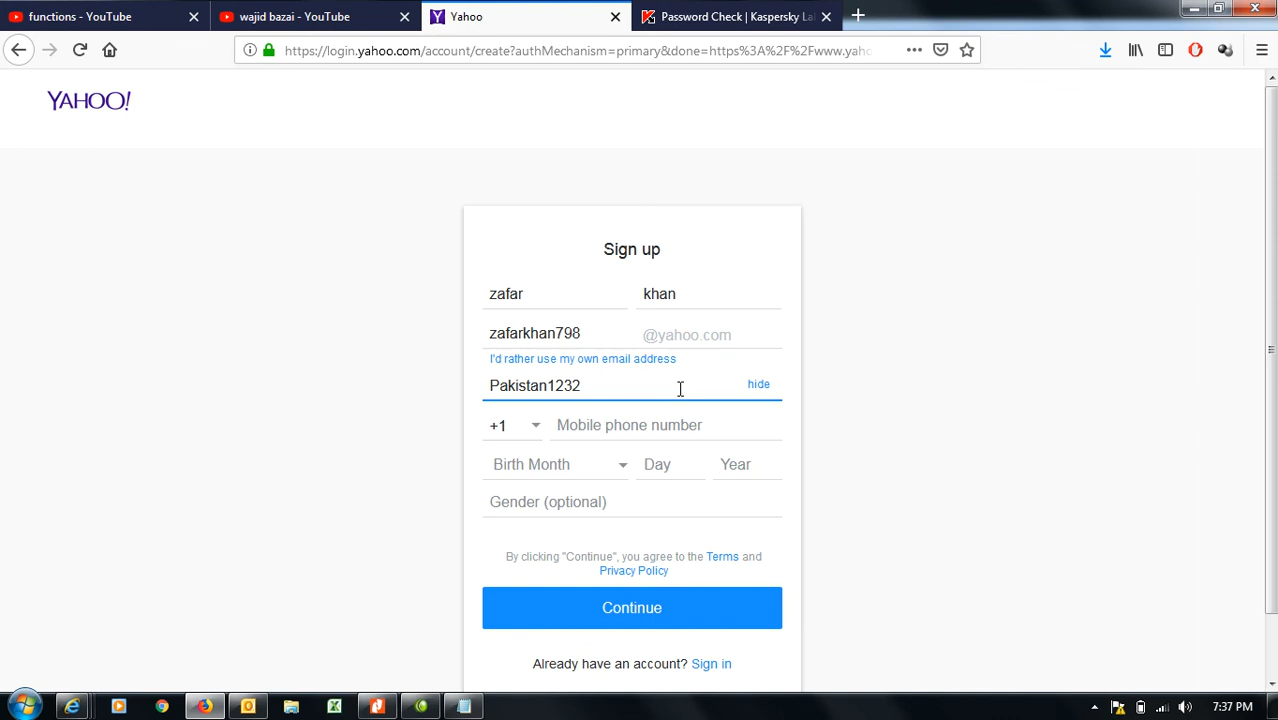 functions - YouTube
wajid bazai - YouTube
Yahoo
Password Check | Kaspersky La
https://login.yahoo.com/account/create?authMechanism=primary&done=https%3A%2F%2Fwww.yaho
YAHOO!
Sign up
zafar khan
zafarkhan798 @yahoo.com
I'd rather use my own email address
Pakistan1232 hide
+1 Mobile phone number
Birth Month Day Year
Gender (optional)
By clicking "Continue", you agree to the Terms and
Privacy Policy
Continue
Already have an account? Sign in
7:37 PM